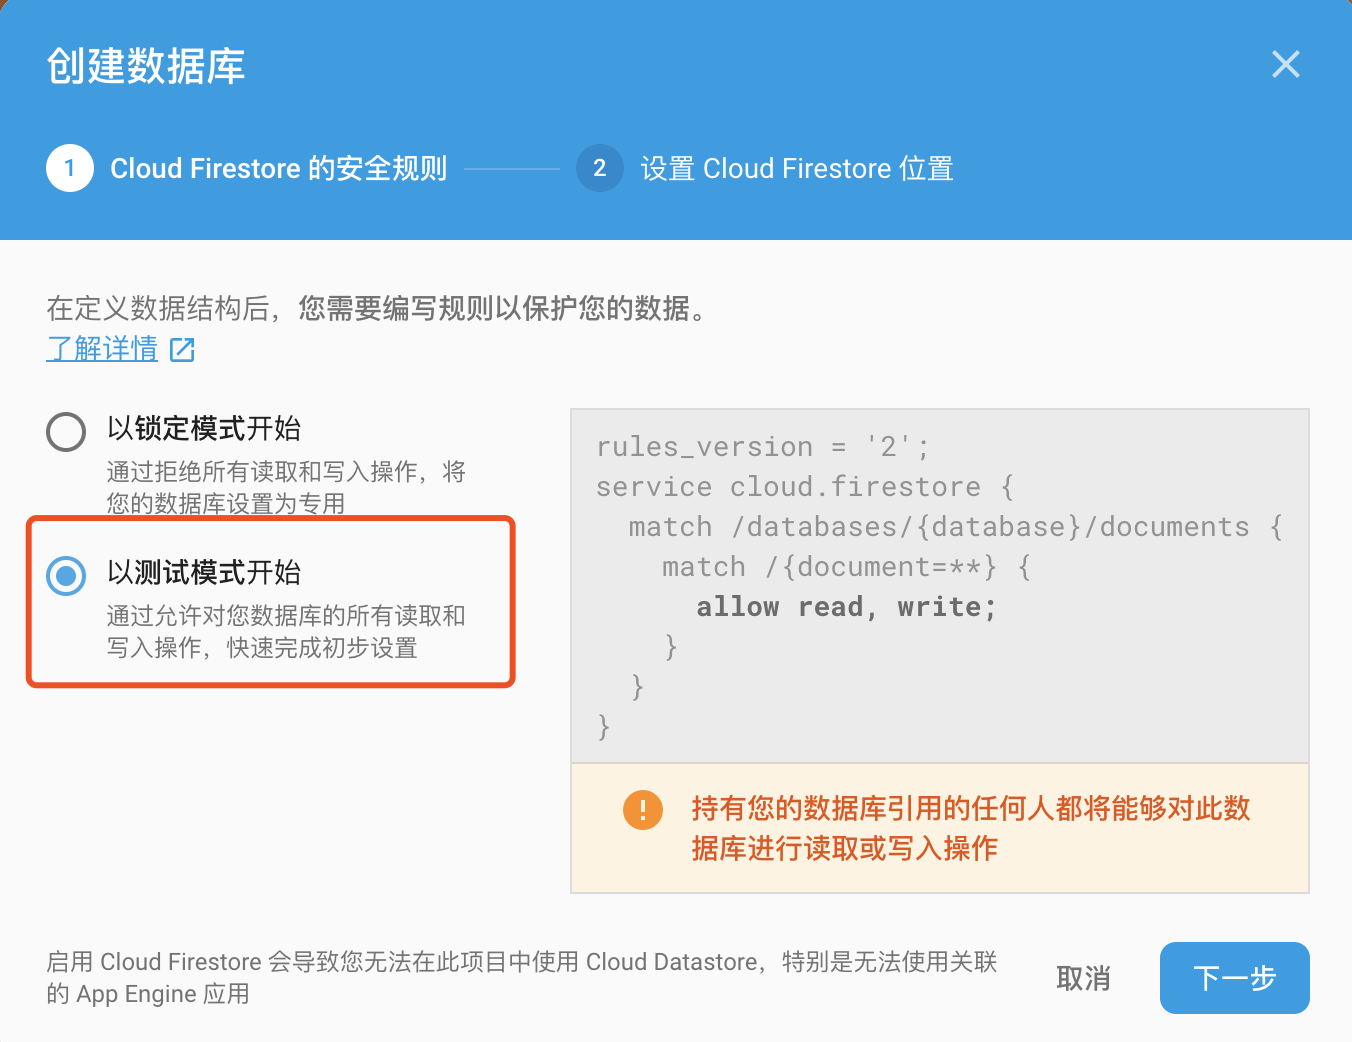 创建数据库
1 Cloud Firestore 的安全规则
2 设置 Cloud Firestore 位置
在定义数据结构后，您需要编写规则以保护您的数据。
了解详情
以锁定模式开始
通过拒绝所有读取和写入操作，将
您的数据库设置为专用
以测试模式开始
通过允许对您数据库的所有读取和
写入操作，快速完成初步设置
rules_version = '2';
service cloud.firestore {
  match /databases/{database}/documents {
    match /{document=**} {
      allow read, write;
    }
  }
}
持有您的数据库引用的任何人都将能够对此数
据库进行读取或写入操作
启用 Cloud Firestore 会导致您无法在此项目中使用 Cloud Datastore，特别是无法使用关联
的 App Engine 应用
取消
下一步